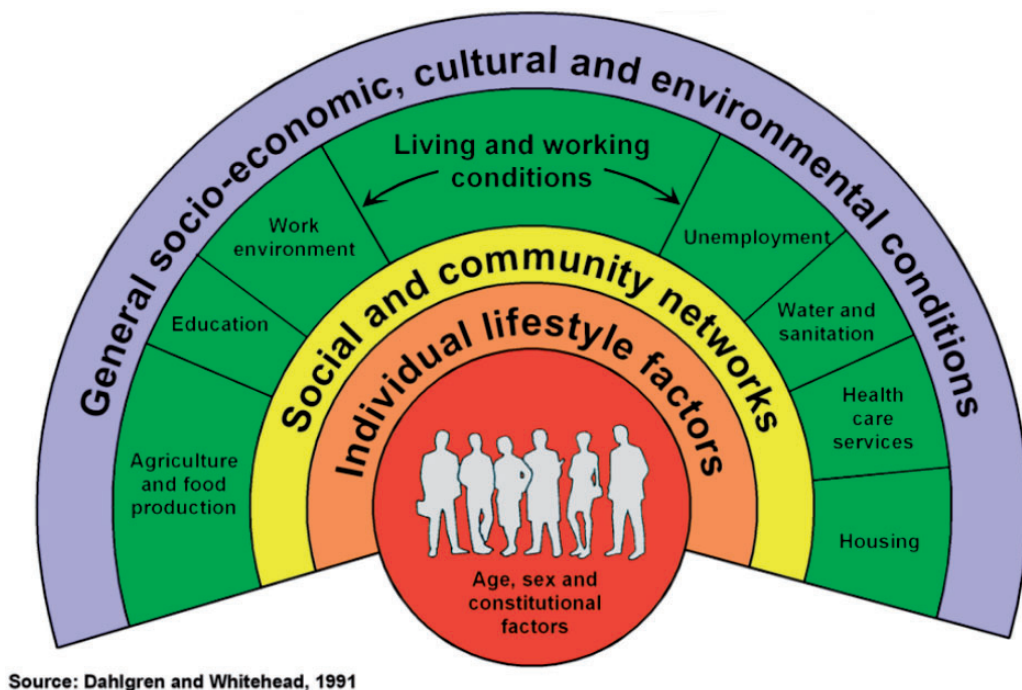 General socio-economic, cultural and environmental conditions
Living and working
conditions
Work
environment
Unemployment
Education
Water and
sanitation
Agriculture
and food
production
Health
care
services
Housing
Social and community networks
Individual lifestyle factors
Age, sex and
constitutional
factors
Source: Dahlgren and Whitehead, 1991